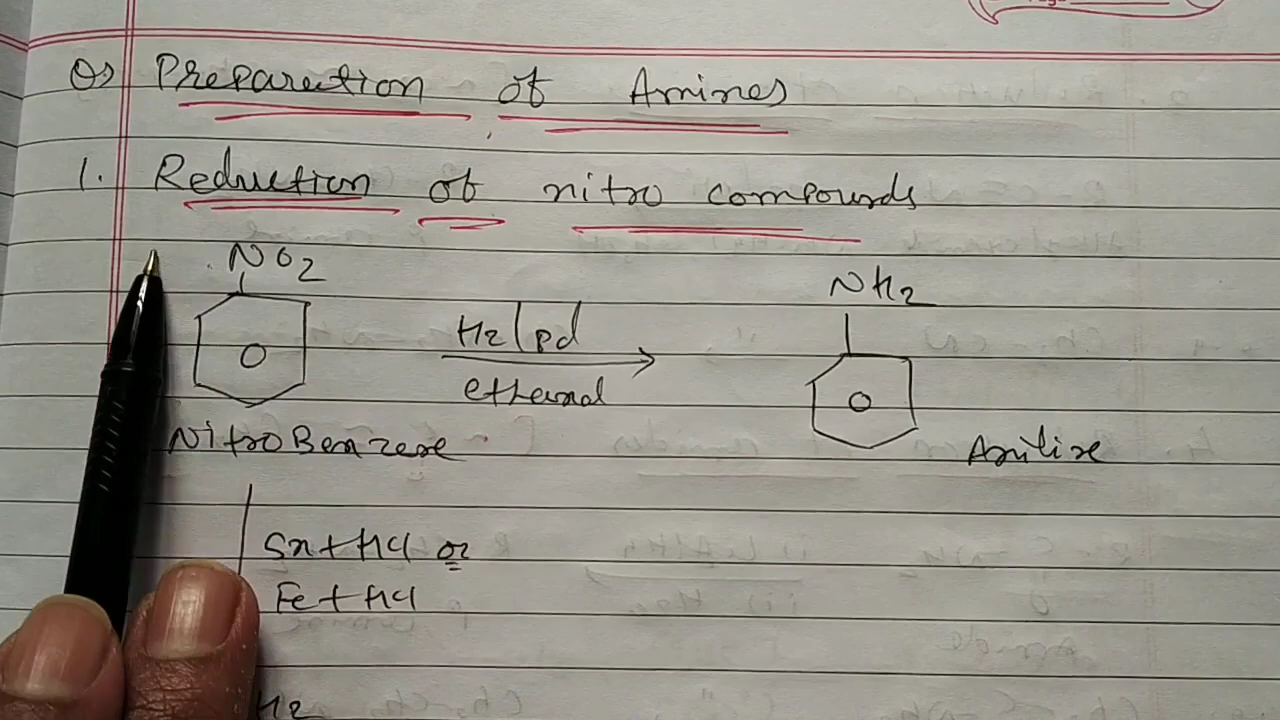 Q> Preparation of Amines
1. Reduction of nitro compounds
NO2
NH2
H2/pd
ethanol
NitroBenzene
Aniline
Sn+HCl or
Fe+HCl
H2